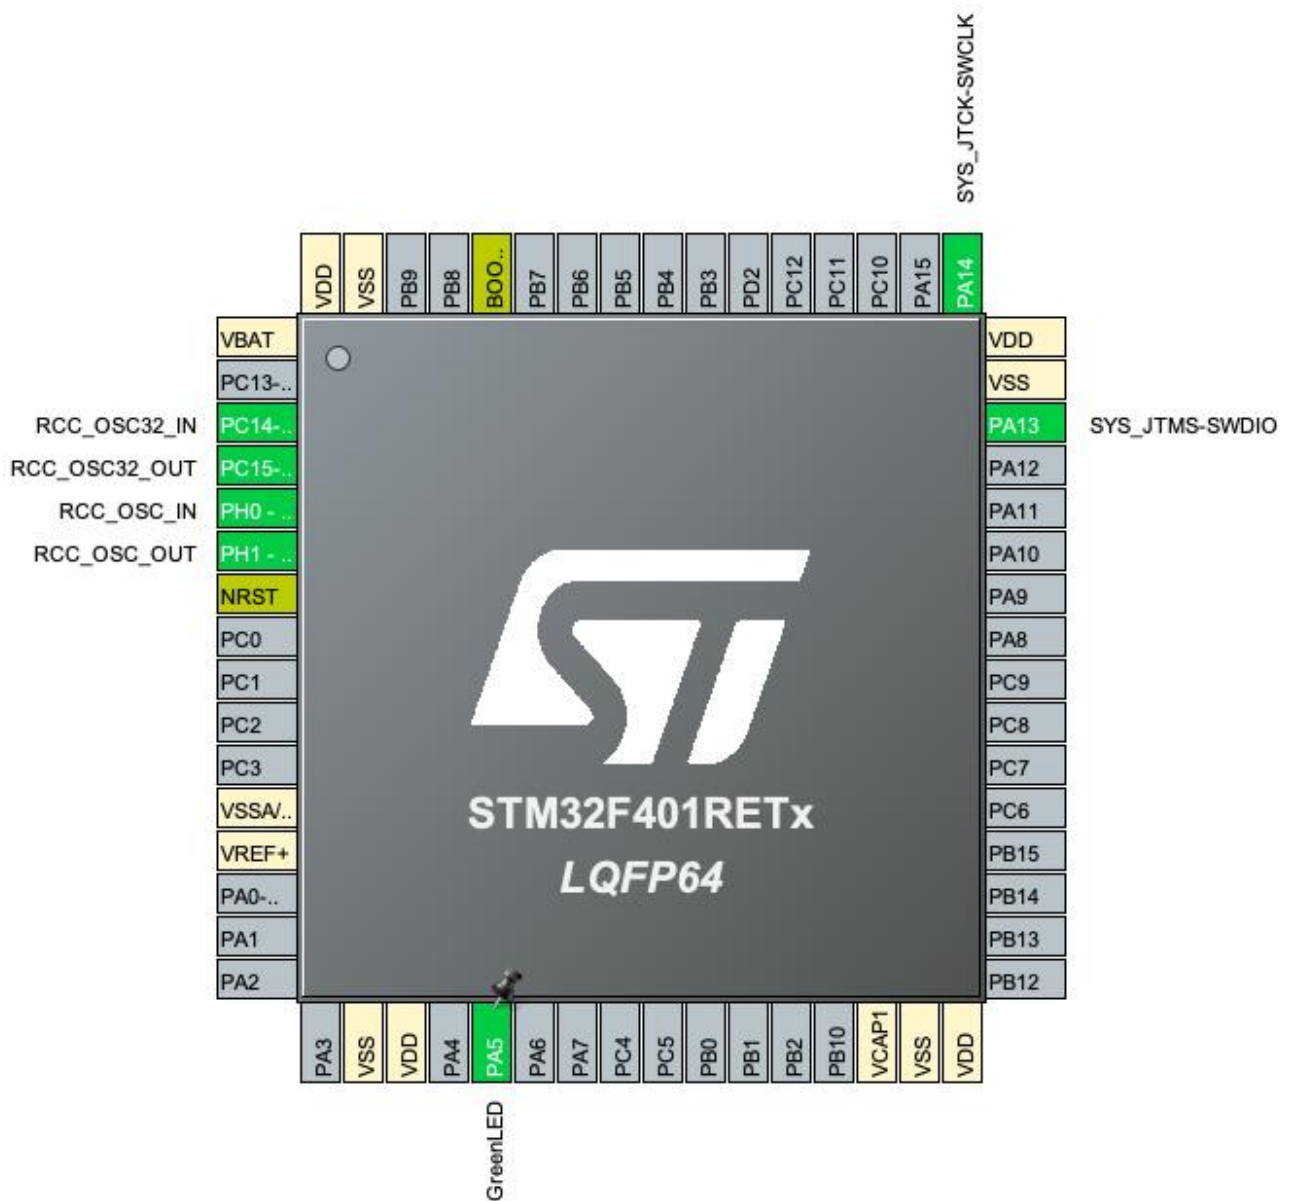 SYS_JTCK-SWCLK
VDD
VSS
PB9
PB8
BOO..
PB7
PB6
PB5
PB4
PB3
PD2
PC12
PC11
PC10
PA15
PA14
VBAT
PC13-..
RCC_OSC32_IN PC14-..
RCC_OSC32_OUT PC15-..
RCC_OSC_IN PH0 - ..
RCC_OSC_OUT PH1 - ..
NRST
PC0
PC1
PC2
PC3
VSSA/..
VREF+
PA0-..
PA1
PA2
VDD
VSS
PA13 SYS_JTMS-SWDIO
PA12
PA11
PA10
PA9
PA8
PC9
PC8
PC7
PC6
PB15
PB14
PB13
PB12
ST
STM32F401RETx
LQFP64
PA3
VSS
VDD
PA4
PA5
PA6
PA7
PC4
PC5
PB0
PB1
PB2
PB10
VCAP1
VSS
VDD
GreenLED